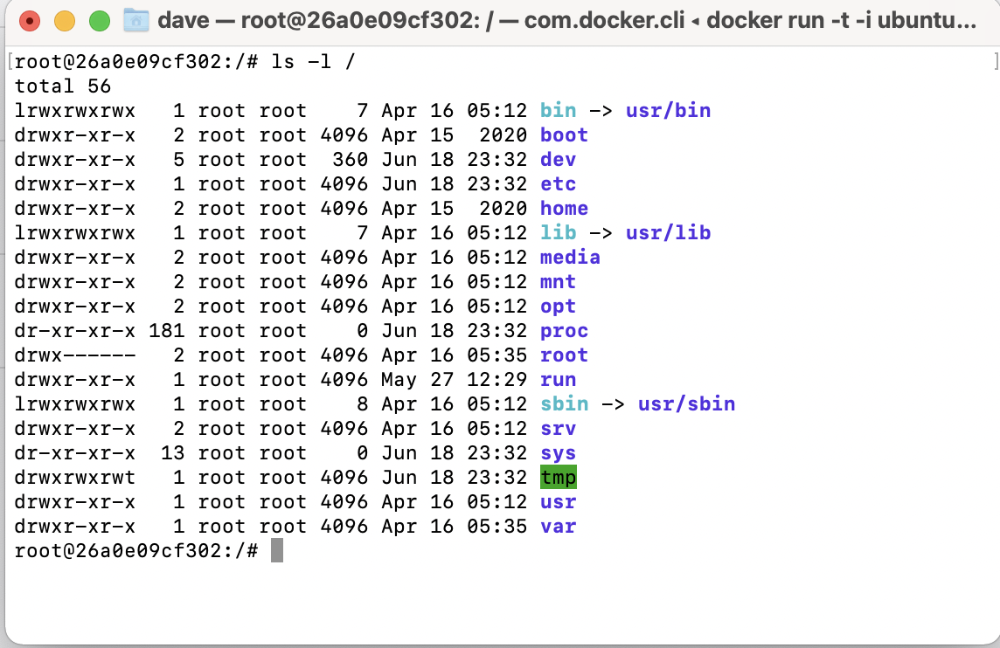 dave — root@26a0e09cf302: / — com.docker.cli ◂ docker run -t -i ubuntu...
[root@26a0e09cf302:/# ls -l / ]
total 56
lrwxrwxrwx   1 root root    7 Apr 16 05:12 bin -> usr/bin
drwxr-xr-x   2 root root 4096 Apr 15  2020 boot
drwxr-xr-x   5 root root  360 Jun 18 23:32 dev
drwxr-xr-x   1 root root 4096 Jun 18 23:32 etc
drwxr-xr-x   2 root root 4096 Apr 15  2020 home
lrwxrwxrwx   1 root root    7 Apr 16 05:12 lib -> usr/lib
drwxr-xr-x   2 root root 4096 Apr 16 05:12 media
drwxr-xr-x   2 root root 4096 Apr 16 05:12 mnt
drwxr-xr-x   2 root root 4096 Apr 16 05:12 opt
dr-xr-xr-x 181 root root    0 Jun 18 23:32 proc
drwx------   2 root root 4096 Apr 16 05:35 root
drwxr-xr-x   1 root root 4096 May 27 12:29 run
lrwxrwxrwx   1 root root    8 Apr 16 05:12 sbin -> usr/sbin
drwxr-xr-x   2 root root 4096 Apr 16 05:12 srv
dr-xr-xr-x  13 root root    0 Jun 18 23:32 sys
drwxrwxrwt   1 root root 4096 Jun 18 23:32 tmp
drwxr-xr-x   1 root root 4096 Apr 16 05:12 usr
drwxr-xr-x   1 root root 4096 Apr 16 05:35 var
root@26a0e09cf302:/#